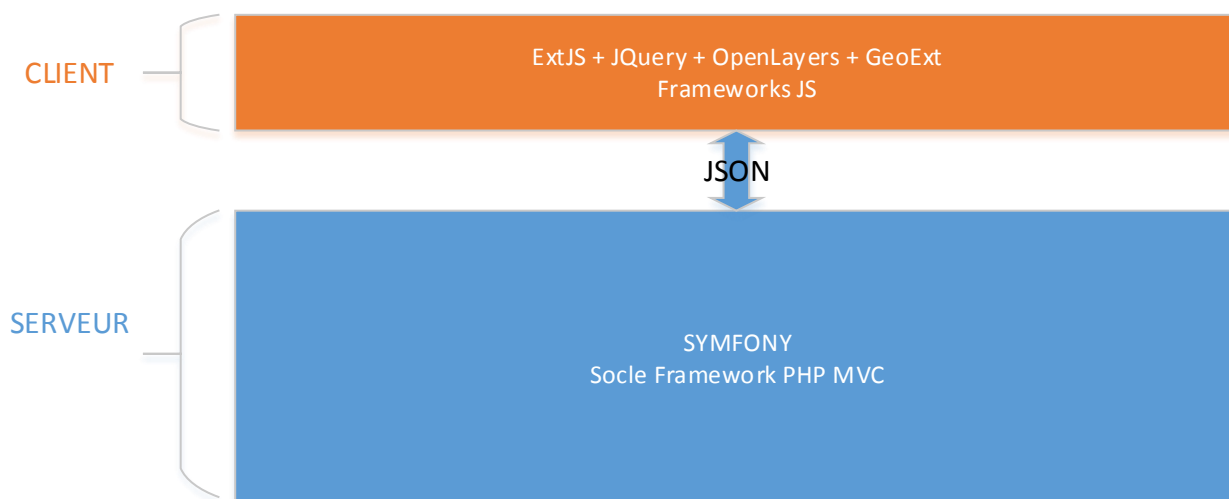 CLIENT
ExtJS + JQuery + OpenLayers + GeoExt
Frameworks JS
JSON
SERVEUR
SYMFONY
Socle Framework PHP MVC